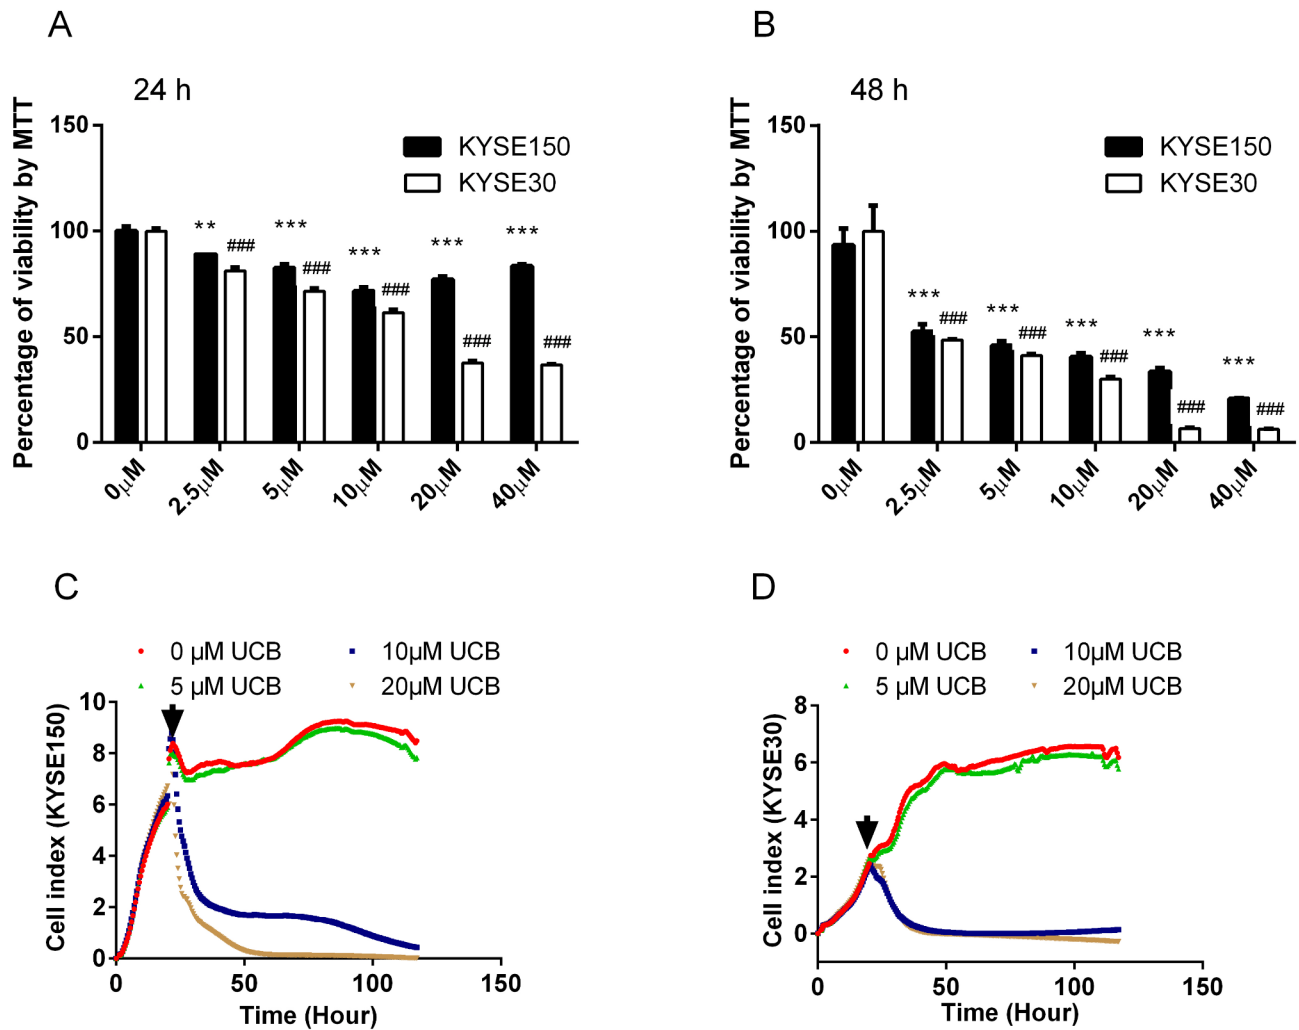 A
24 h
Percentage of viability by MTT
150
100
50
0
KYSE150
KYSE30
** ### *** ### *** ### *** ### *** ###
0μM 2.5μM 5μM 10μM 20μM 40μM
B
48 h
Percentage of viability by MTT
150
100
50
0
KYSE150
KYSE30
*** ### *** ### *** ### *** ### *** ###
0μM 2.5μM 5μM 10μM 20μM 40μM
C
0 µM UCB 10µM UCB
5 µM UCB 20µM UCB
Cell index (KYSE150)
10
8
6
4
2
0
0 50 100 150
Time (Hour)
D
0 µM UCB 10µM UCB
5 µM UCB 20µM UCB
Cell index (KYSE30)
8
6
4
2
0
0 50 100 150
Time (Hour)